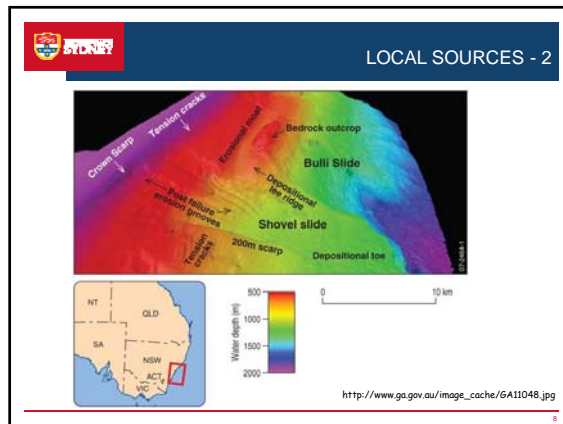 SYDNEY
LOCAL SOURCES - 2
Crown Scarp
Tension cracks
Erosional moat
Bedrock outcrop
Bulli Slide
Depositional
lee ridge
Post failure
erosion grooves
Shovel slide
Tension
cracks
200m scarp
Depositional toe
NT
QLD
SA
NSW
ACT
VIC
Water depth (m)
500
1000
1500
2000
0
10 km
http://www.ga.gov.au/image_cache/GA11048.jpg
8